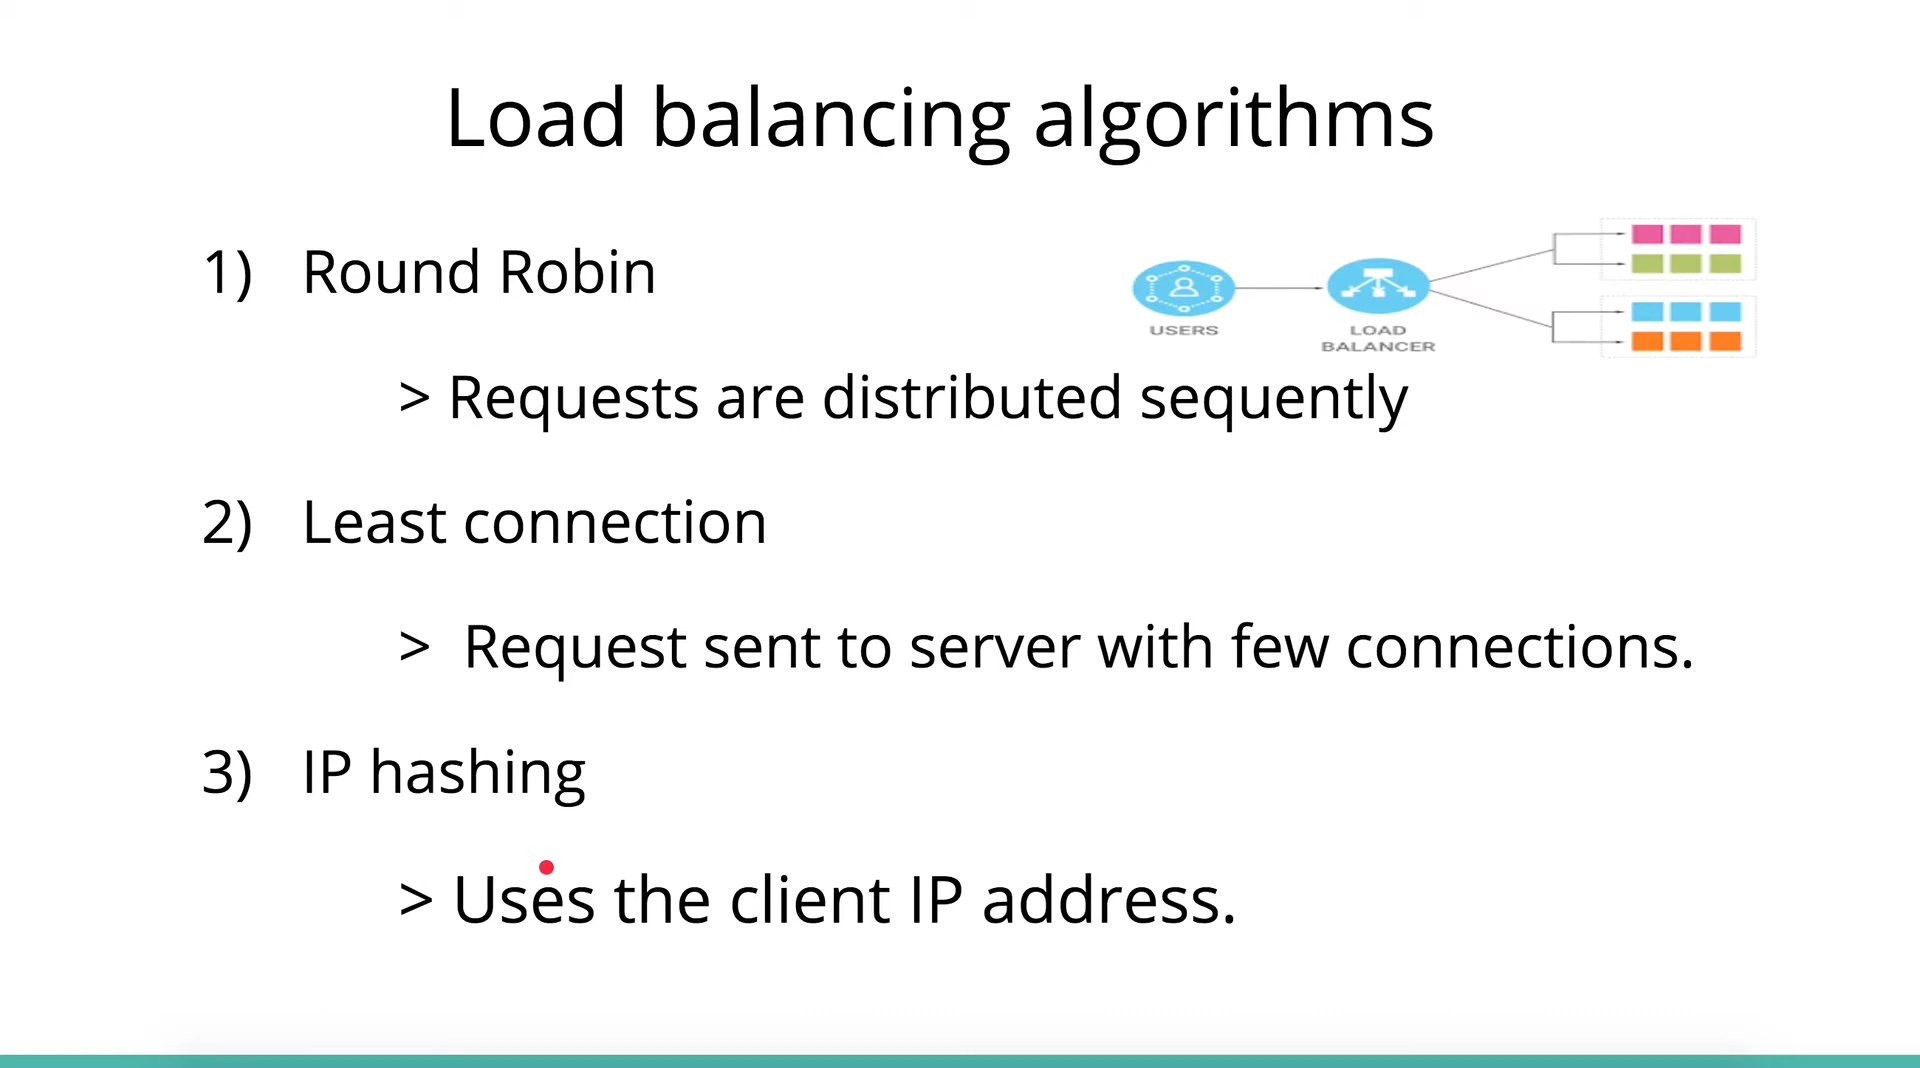 Load balancing algorithms
1) Round Robin
USERS
LOAD
BALANCER
> Requests are distributed sequently
2) Least connection
> Request sent to server with few connections.
3) IP hashing
> Uses the client IP address.